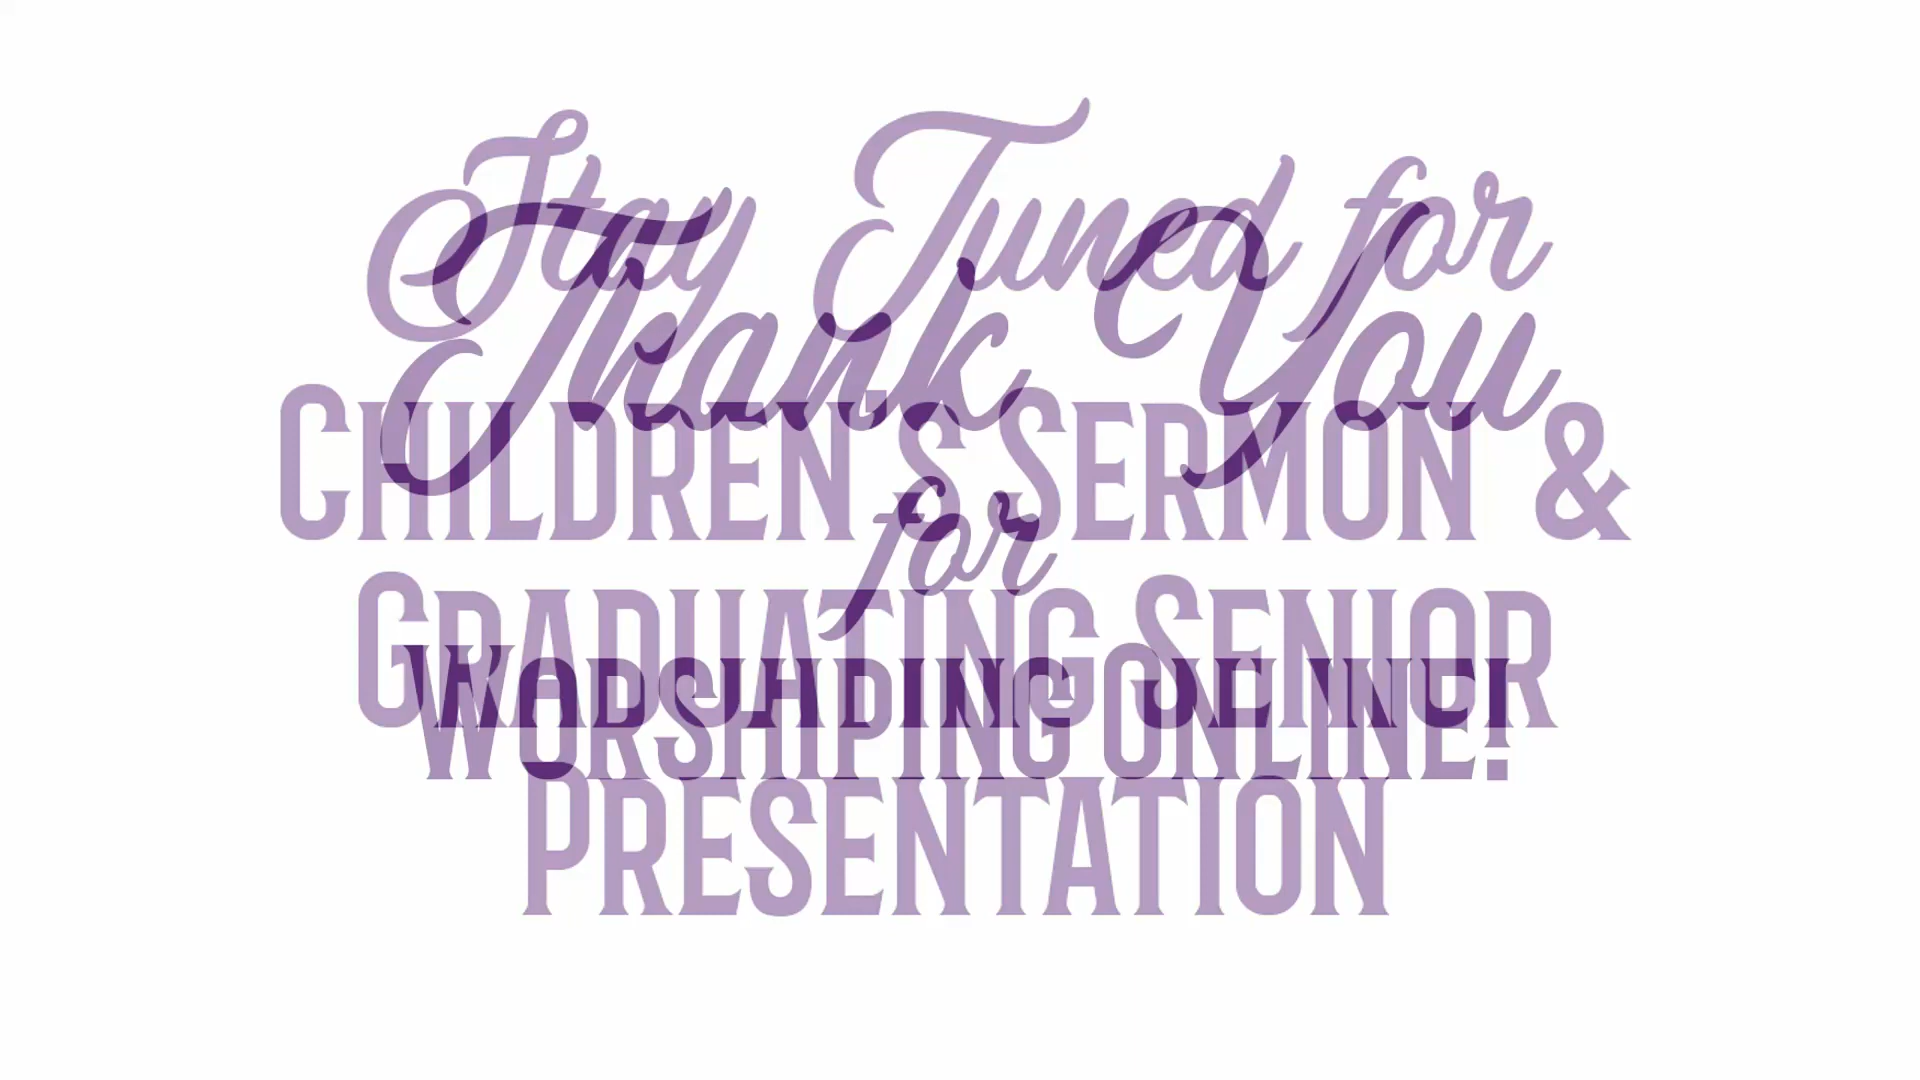 Stay Tuned for
Children's Sermon &
Graduating Senior
Presentation
Thank You
for
Worshiping Online!